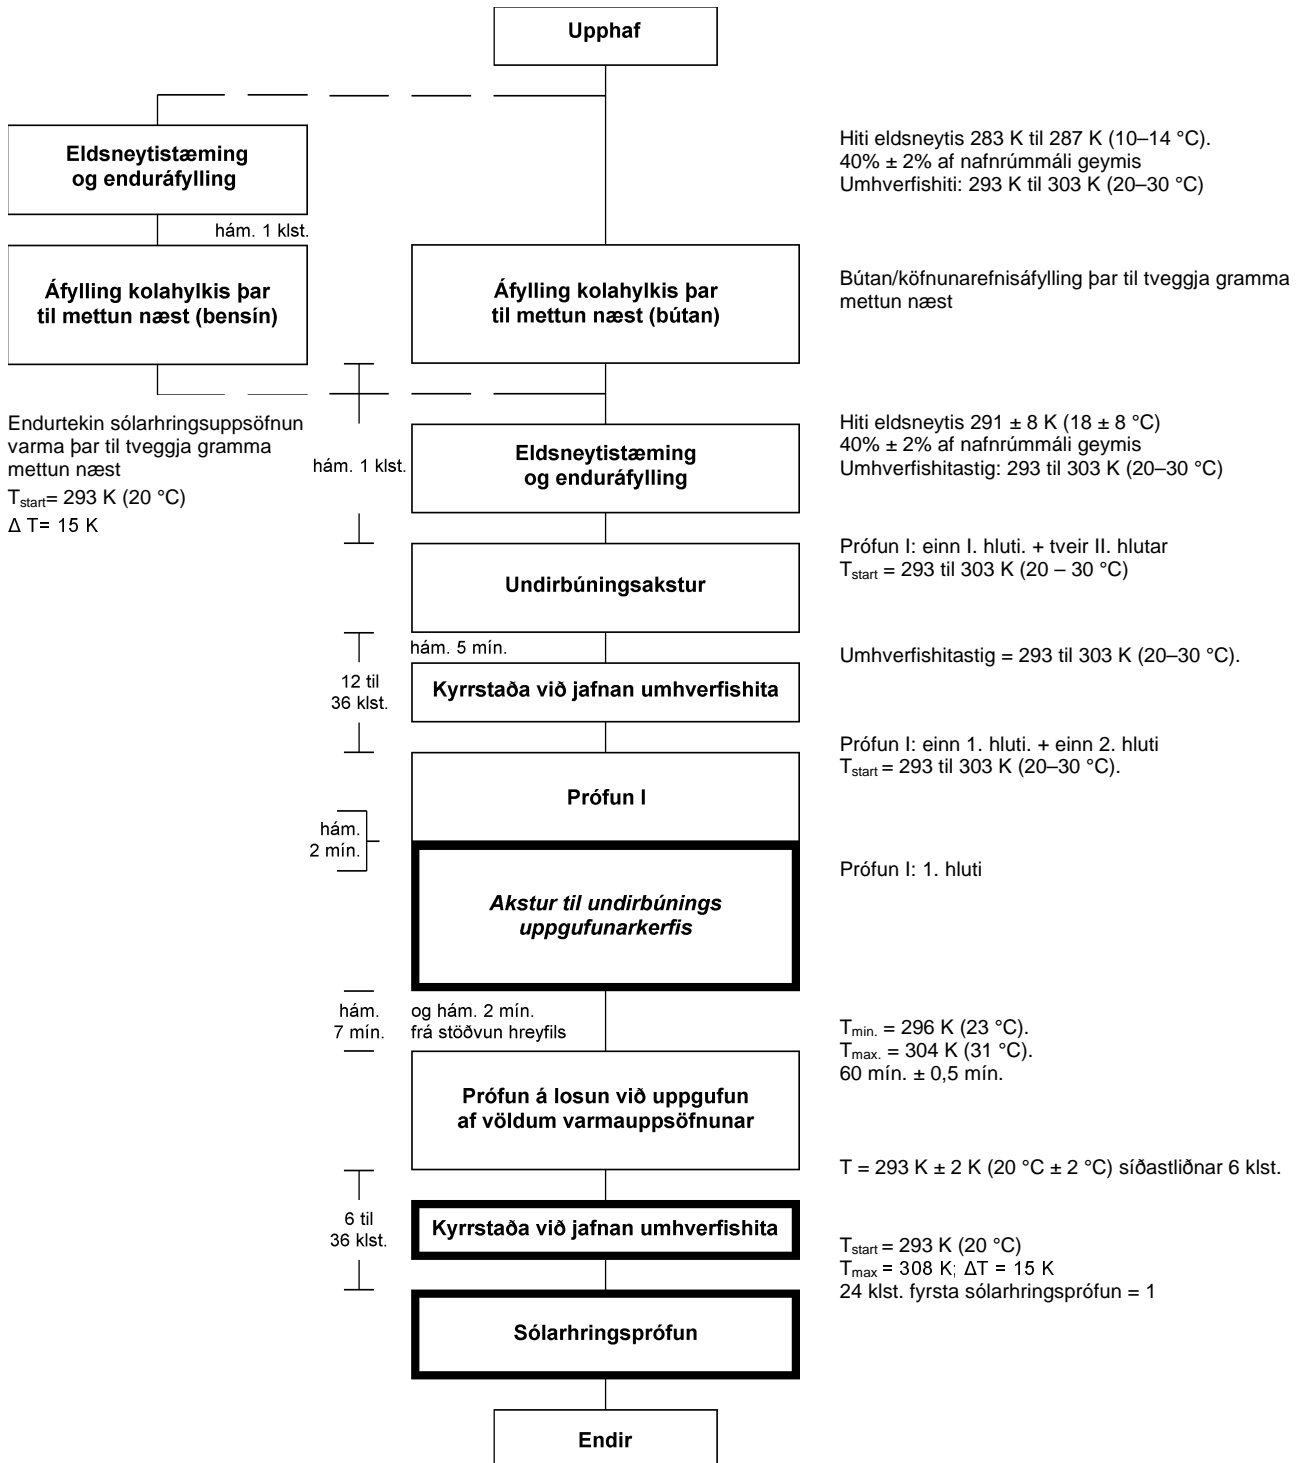 Upphaf
Eldsneytistæming
og enduráfylling
Hiti eldsneytis 283 K til 287 K (10–14 °C).
40% ± 2% af nafnrúmmáli geymis
Umhverfishiti: 293 K til 303 K (20–30 °C)
hám. 1 klst.
Áfylling kolahylkis þar
til mettun næst (bensín)
Áfylling kolahylkis þar
til mettun næst (bútan)
Bútan/köfnunarefnisáfylling þar til tveggja gramma
mettun næst
Endurtekin sólarhringsuppsöfnun
varma þar til tveggja gramma
mettun næst
Tstart= 293 K (20 °C)
Δ T= 15 K
hám. 1 klst.
Eldsneytistæming
og enduráfylling
Hiti eldsneytis 291 ± 8 K (18 ± 8 °C)
40% ± 2% af nafnrúmmáli geymis
Umhverfishitastig: 293 til 303 K (20–30 °C)
Undirbúningsakstur
Prófun I: einn I. hluti. + tveir II. hlutar
Tstart = 293 til 303 K (20 – 30 °C)
hám. 5 mín.
12 til
36 klst.
Kyrrstaða við jafnan umhverfishita
Umhverfishitastig = 293 til 303 K (20–30 °C).
Prófun I
Prófun I: einn 1. hluti. + einn 2. hluti
Tstart = 293 til 303 K (20–30 °C).
hám.
2 mín.
Akstur til undirbúnings
uppgufunarkerfis
Prófun I: 1. hluti
hám.
7 mín.
og hám. 2 mín.
frá stöðvun hreyfils
Prófun á losun við uppgufun
af völdum varmauppsöfnunar
Tmin. = 296 K (23 °C).
Tmax. = 304 K (31 °C).
60 mín. ± 0,5 mín.
T = 293 K ± 2 K (20 °C ± 2 °C) síðastliðnar 6 klst.
6 til
36 klst.
Kyrrstaða við jafnan umhverfishita
Tstart = 293 K (20 °C)
Tmax = 308 K; ΔT = 15 K
24 klst. fyrsta sólarhringsprófun = 1
Sólarhringsprófun
Endir